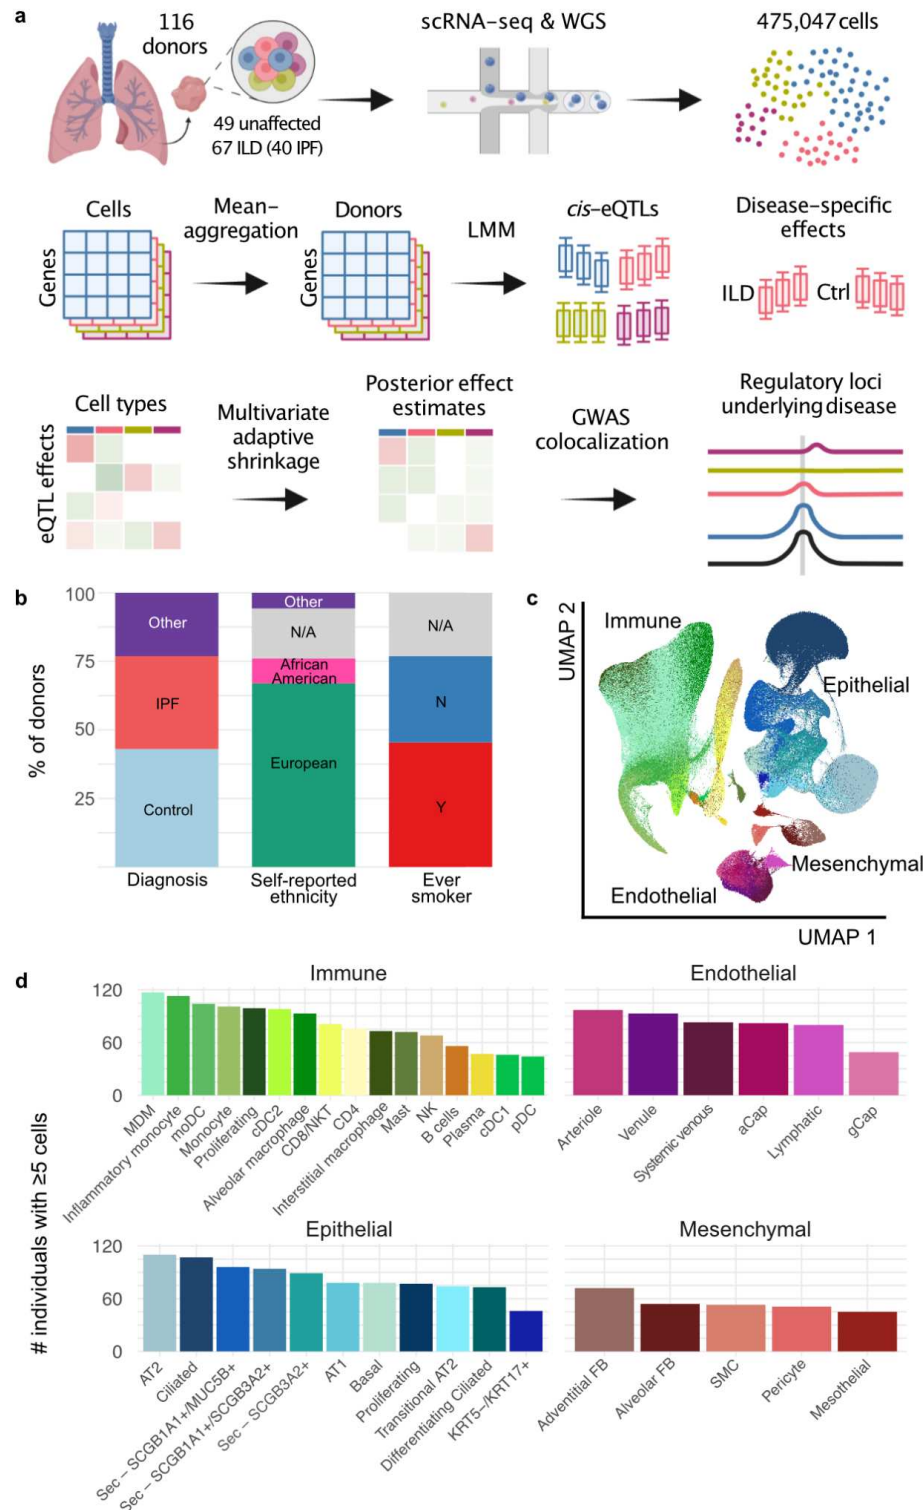 a
116
donors
49 unaffected
67 ILD (40 IPF)
scRNA-seq & WGS
475,047 cells
Cells
Genes
Mean-
aggregation
Donors
Genes
LMM
cis-eQTLs
Disease-specific
effects
ILD
Ctrl
Cell types
eQTL effects
Multivariate
adaptive
shrinkage
Posterior effect
estimates
GWAS
colocalization
Regulatory loci
underlying disease
b
% of donors
100
75
50
25
Other
IPF
Control
Other
N/A
African
American
European
N/A
N
Y
Diagnosis
Self-reported
ethnicity
Ever
smoker
c
UMAP 2
Immune
Epithelial
Mesenchymal
Endothelial
UMAP 1
d
# individuals with ≥5 cells
Immune
120
60
0
MDM
Inflammatory monocyte
moDC
Monocyte
Proliferating
cDC2
Alveolar macrophage
CD8/NKT
CD4
Interstitial macrophage
Mast
NK
B cells
Plasma
cDC1
pDC
Endothelial
Arteriole
Venule
Systemic venous
aCap
Lymphatic
gCap
Epithelial
120
60
0
AT2
Ciliated
Sec – SCGB1A1+/MUC5B+
Sec – SCGB1A1+/SCGB3A2+
Sec – SCGB3A2+
AT1
Basal
Proliferating
Transitional AT2
Differentiating Ciliated
KRT5–/KRT17+
Mesenchymal
Adventitial FB
Alveolar FB
SMC
Pericyte
Mesothelial